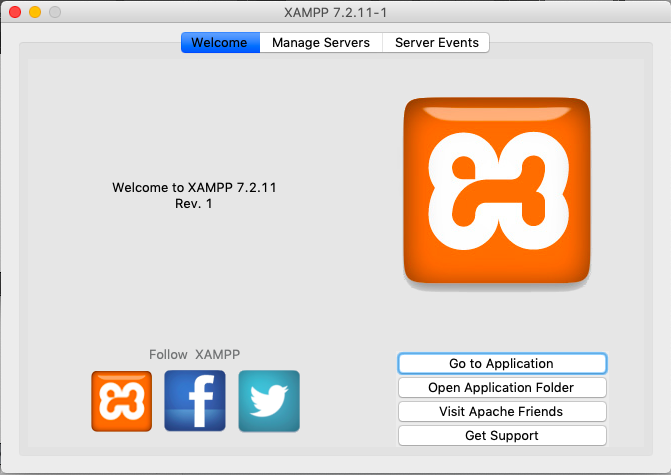 XAMPP 7.2.11-1
Welcome
Manage Servers
Server Events
Welcome to XAMPP 7.2.11
Rev. 1
Follow XAMPP
Go to Application
Open Application Folder
Visit Apache Friends
Get Support